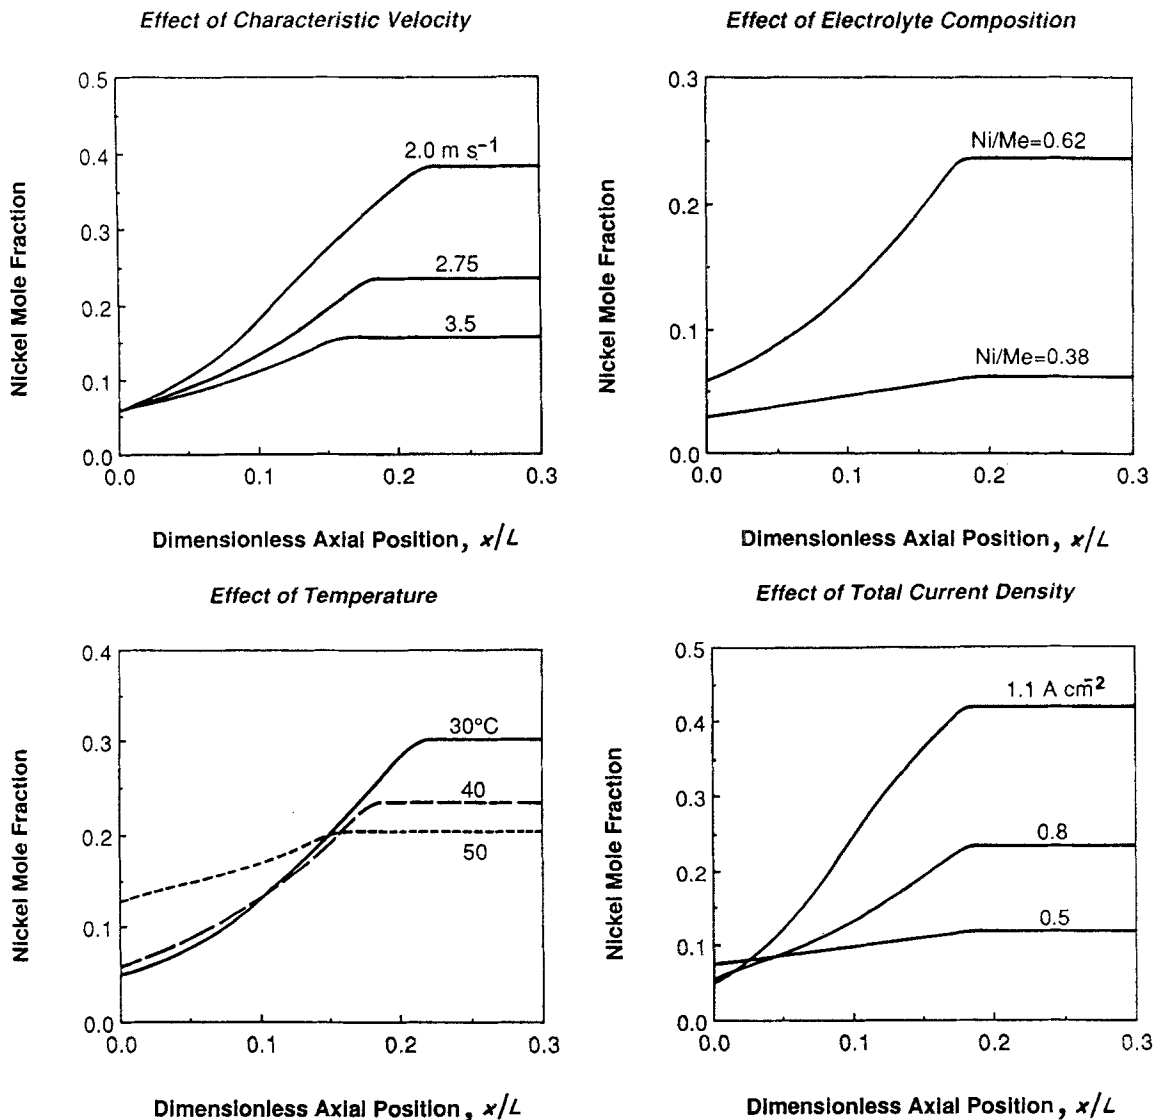 Effect of Characteristic Velocity
Nickel Mole Fraction
0.5
0.4
0.3
0.2
0.1
0.0
2.0 m s⁻¹
2.75
3.5
0.0 0.1 0.2 0.3
Dimensionless Axial Position, x/L
Effect of Electrolyte Composition
Nickel Mole Fraction
0.3
0.2
0.1
0.0
Ni/Me=0.62
Ni/Me=0.38
0.0 0.1 0.2 0.3
Dimensionless Axial Position, x/L
Effect of Temperature
Nickel Mole Fraction
0.4
0.3
0.2
0.1
0.0
30°C
40
50
0.0 0.1 0.2 0.3
Dimensionless Axial Position, x/L
Effect of Total Current Density
Nickel Mole Fraction
0.5
0.4
0.3
0.2
0.1
0.0
1.1 A cm⁻²
0.8
0.5
0.0 0.1 0.2 0.3
Dimensionless Axial Position, x/L